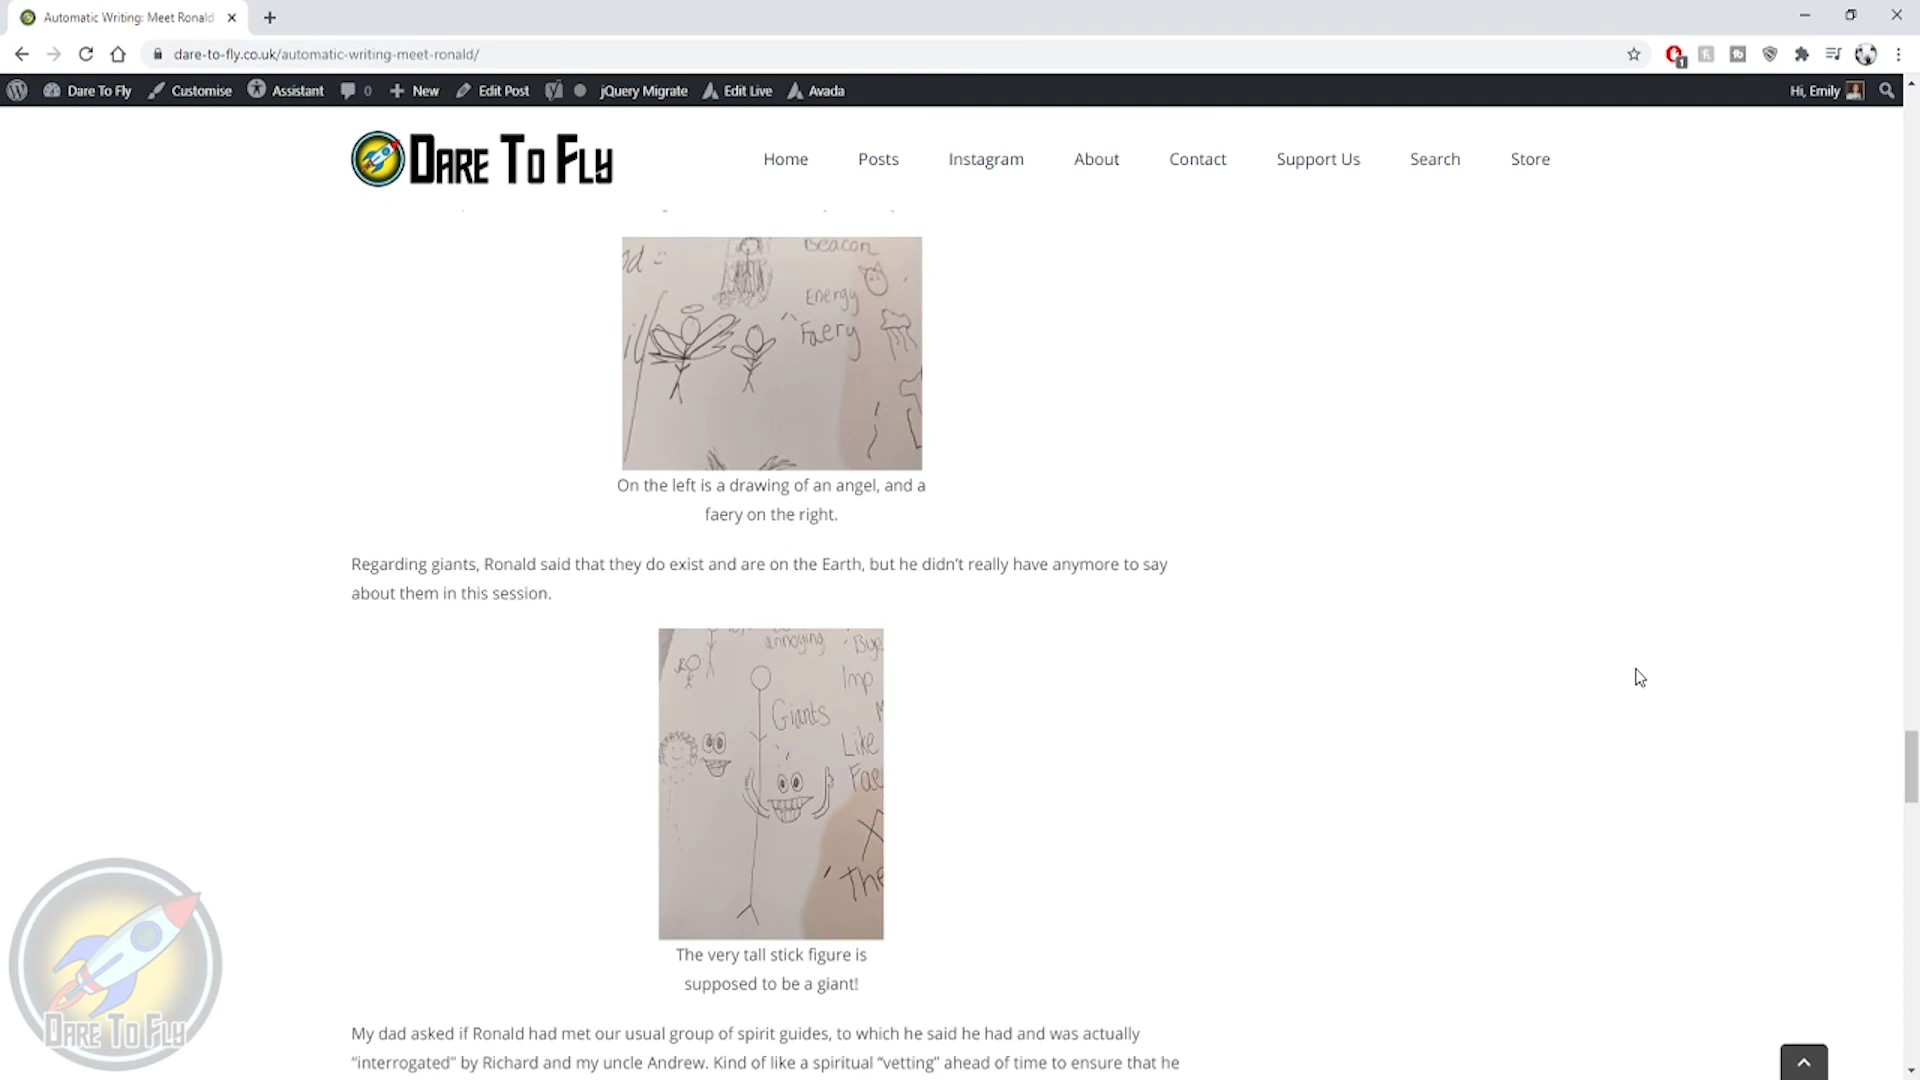 Automatic Writing: Meet Ronald
dare-to-fly.co.uk/automatic-writing-meet-ronald/
1
Dare To Fly Customise Assistant 0 New Edit Post jQuery Migrate Edit Live Avada Hi, Emily
DARE TO FLY Home Posts Instagram About Contact Support Us Search Store
Beacon
Energy
Faery
On the left is a drawing of an angel, and a
faery on the right.
Regarding giants, Ronald said that they do exist and are on the Earth, but he didn't really have anymore to say
about them in this session.
annoying
Imp
Giants
Like
The very tall stick figure is
supposed to be a giant!
My dad asked if Ronald had met our usual group of spirit guides, to which he said he had and was actually
"interrogated" by Richard and my uncle Andrew. Kind of like a spiritual "vetting" ahead of time to ensure that he
DARE TO FLY